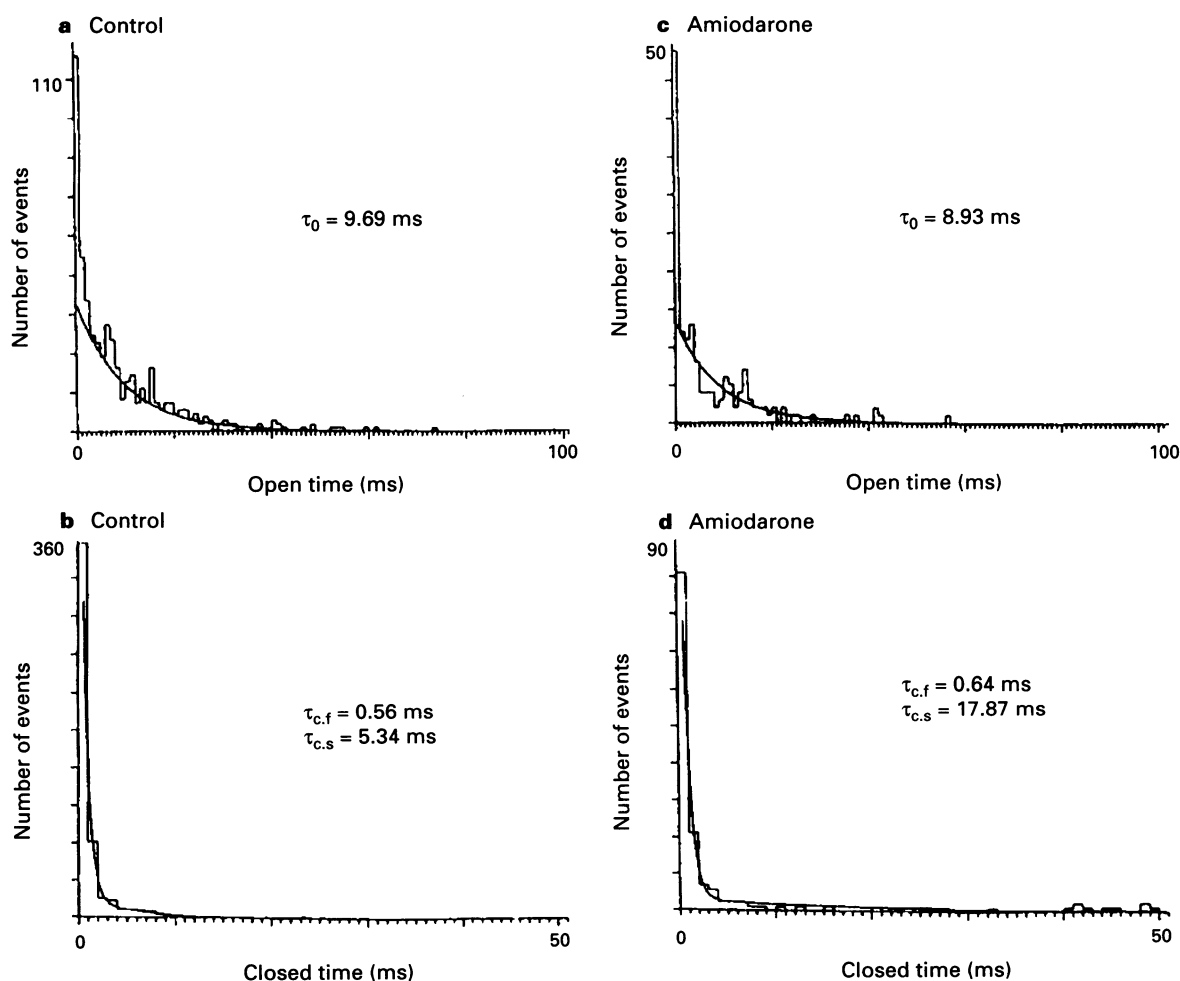 a Control
110
Number of events
τ0 = 9.69 ms
0
100
Open time (ms)
c Amiodarone
50
Number of events
τ0 = 8.93 ms
0
100
Open time (ms)
b Control
360
Number of events
τc.f = 0.56 ms
τc.s = 5.34 ms
0
50
Closed time (ms)
d Amiodarone
90
Number of events
τc.f = 0.64 ms
τc.s = 17.87 ms
0
50
Closed time (ms)